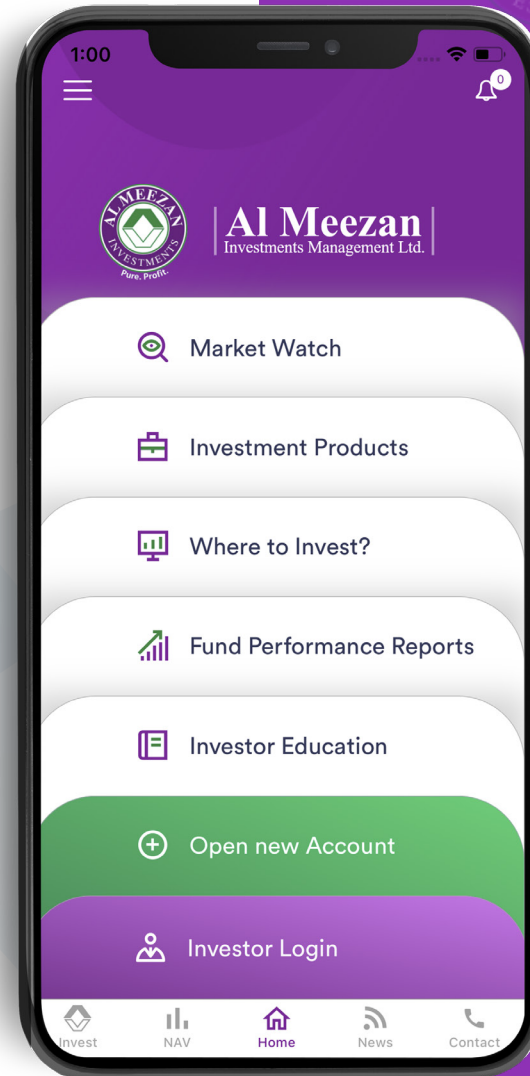 1:00
0
AL MEEZAN
INVESTMENTS
Pure. Profit.
Al Meezan
Investments Management Ltd.
Market Watch
Investment Products
Where to Invest?
Fund Performance Reports
Investor Education
Open new Account
Investor Login
Invest
NAV
Home
News
Contact